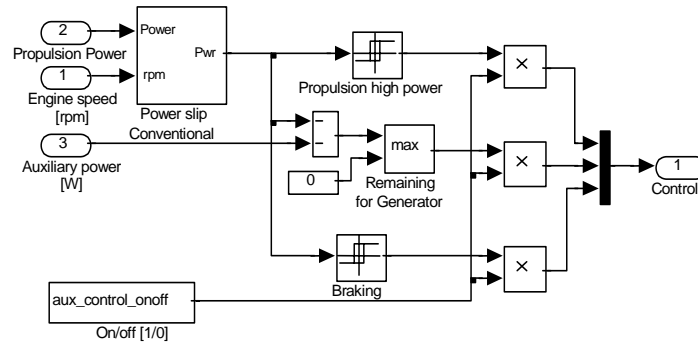 2
Propulsion Power
1
Engine speed
[rpm]
3
Auxiliary power
[W]
Power
rpm
Pwr
Power slip
Conventional
Propulsion high power
-
-
0
max
Remaining
for Generator
Braking
aux_control_onoff
On/off [1/0]
×
×
×
1
Control